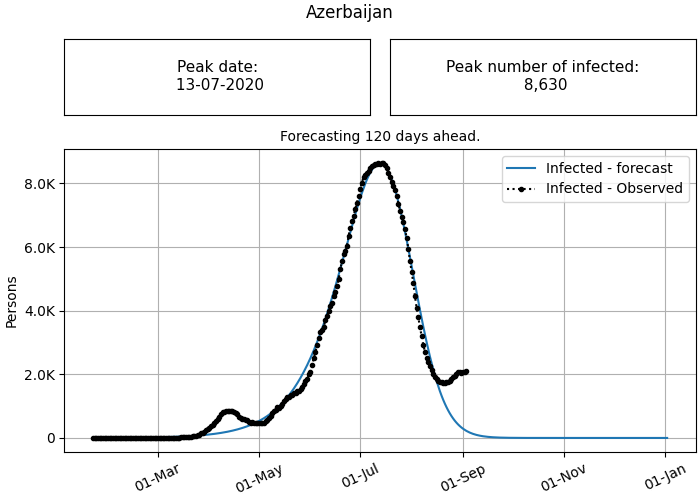 Azerbaijan
Peak date:
13-07-2020
Peak number of infected:
8,630
Forecasting 120 days ahead.
Infected - forecast
Infected - Observed
8.0K
6.0K
4.0K
2.0K
0
Persons
01-Mar
01-May
01-Jul
01-Sep
01-Nov
01-Jan